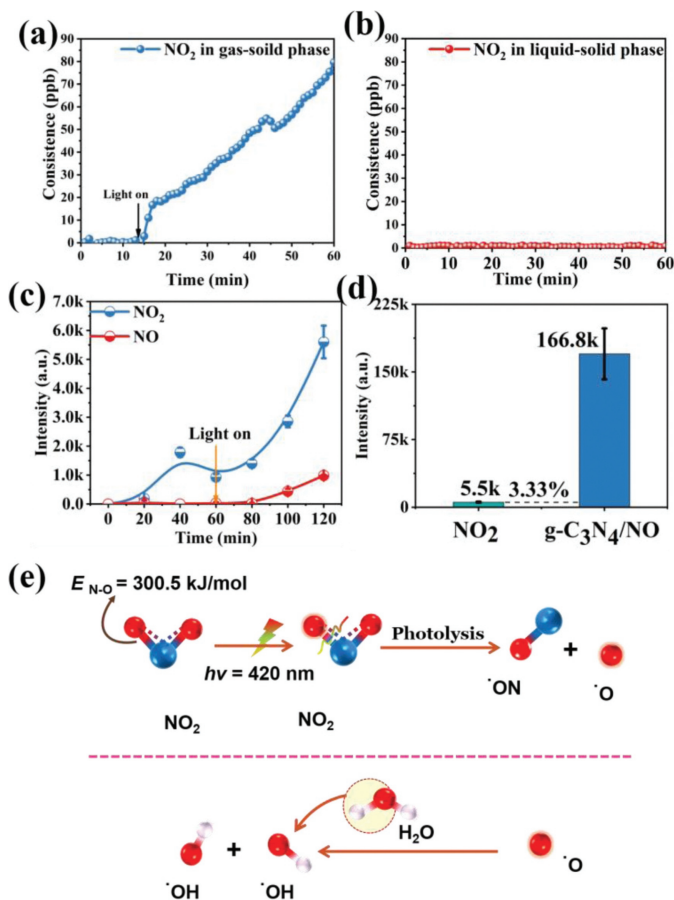 (a)
NO2 in gas-soild phase
90
80
70
60
50
40
30
20
10
0
Consistence (ppb)
Light on
0 10 20 30 40 50 60
Time (min)
(b)
NO2 in liquid-solid phase
90
80
70
60
50
40
30
20
10
0
Consistence (ppb)
0 10 20 30 40 50 60
Time (min)
(c)
NO2
NO
7.0k
6.0k
5.0k
4.0k
3.0k
2.0k
1.0k
0.0
Intensity (a.u.)
Light on
0 20 40 60 80 100 120
Time (min)
(d)
225k
150k
75k
0
Intensity (a.u.)
166.8k
5.5k 3.33%
NO2 g-C3N4/NO
(e)
E N-O = 300.5 kJ/mol
hv = 420 nm
Photolysis
NO2 NO2
·ON + ·O
H2O
·OH + ·OH ·O